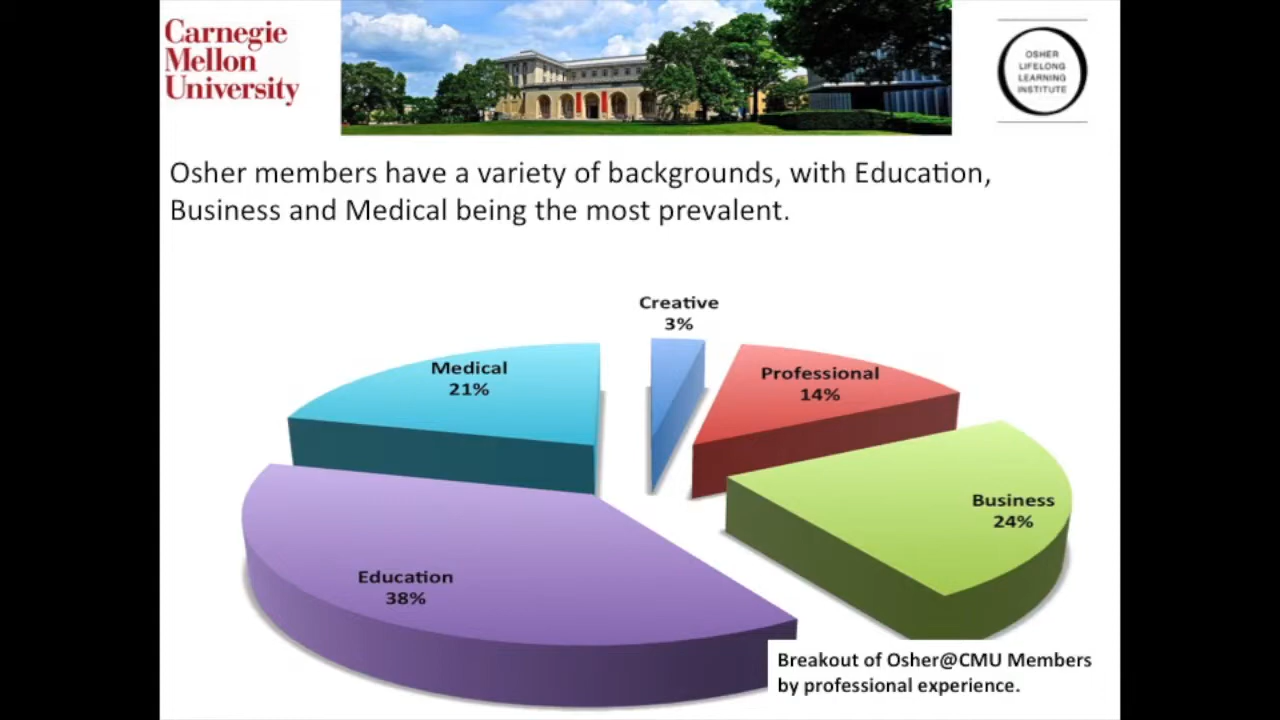 Carnegie
Mellon
University
OSHER
LIFELONG
LEARNING
INSTITUTE
Osher members have a variety of backgrounds, with Education,
Business and Medical being the most prevalent.
Creative
3%
Medical
21%
Professional
14%
Business
24%
Education
38%
Breakout of Osher@CMU Members
by professional experience.